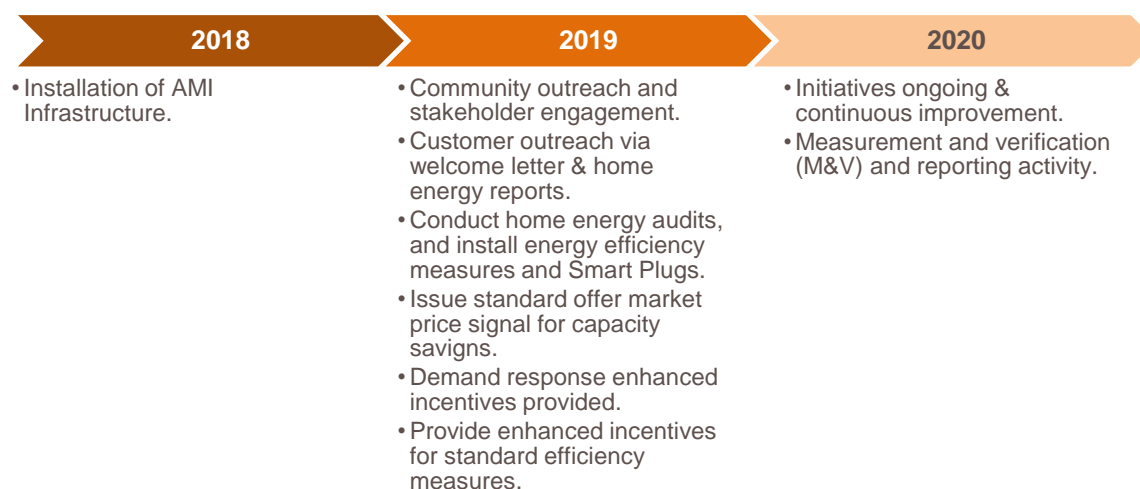 2018
• Installation of AMI
Infrastructure.
2019
• Community outreach and
stakeholder engagement.
• Customer outreach via
welcome letter & home
energy reports.
• Conduct home energy audits,
and install energy efficiency
measures and Smart Plugs.
• Issue standard offer market
price signal for capacity
savigns.
• Demand response enhanced
incentives provided.
• Provide enhanced incentives
for standard efficiency
measures.
2020
• Initiatives ongoing &
continuous improvement.
• Measurement and verification
(M&V) and reporting activity.